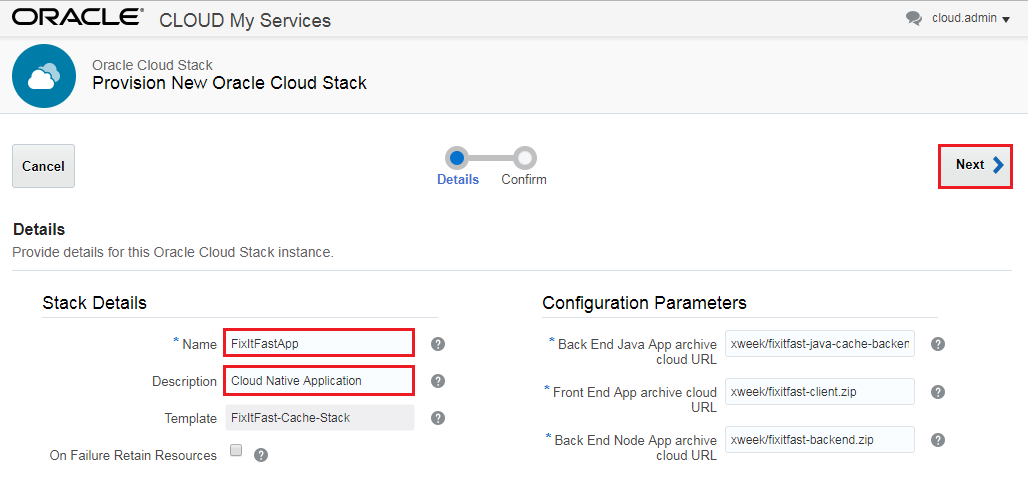 ORACLE® CLOUD My Services
cloud.admin
Oracle Cloud Stack
Provision New Oracle Cloud Stack
Cancel
Details
Confirm
Next
Details
Provide details for this Oracle Cloud Stack instance.
Stack Details
* Name FixItFastApp ?
Description Cloud Native Application ?
Template FixItFast-Cache-Stack ?
On Failure Retain Resources ?
Configuration Parameters
* Back End Java App archive xweek/fixitfast-java-cache-backen ?
cloud URL
* Front End App archive cloud xweek/fixitfast-client.zip ?
URL
* Back End Node App archive xweek/fixitfast-backend.zip ?
cloud URL